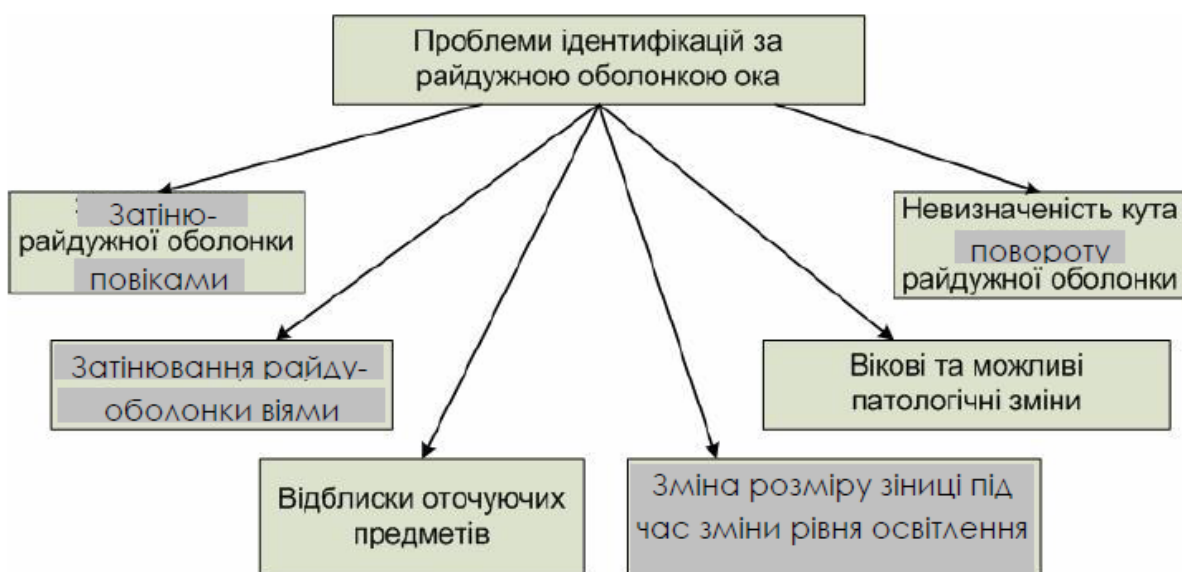 Проблеми ідентифікацій за
райдужною оболонкою ока
Затіню-
райдужної оболонки
повіками
Невизначеність кута
повороту
райдужної оболонки
Затінювання райду-
оболонки віями
Вікові та можливі
патологічні зміни
Відблиски оточуючих
предметів
Зміна розміру зіниці під
час зміни рівня освітлення